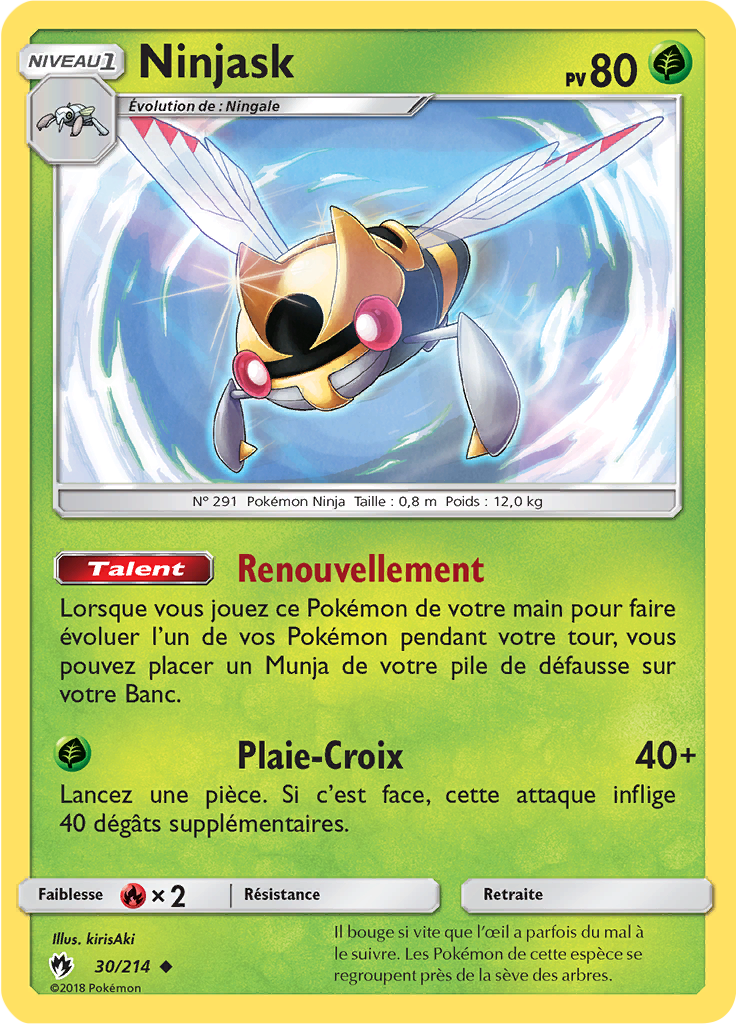 NIVEAU 1
Ninjask
PV 80
Évolution de : Ningale
N° 291 Pokémon Ninja Taille : 0,8 m Poids : 12,0 kg
Talent Renouvellement
Lorsque vous jouez ce Pokémon de votre main pour faire
évoluer l'un de vos Pokémon pendant votre tour, vous
pouvez placer un Munja de votre pile de défausse sur
votre Banc.
Plaie-Croix 40+
Lancez une pièce. Si c'est face, cette attaque inflige
40 dégâts supplémentaires.
Faiblesse × 2 Résistance Retraite
Illus. kirisAki
30/214
©2018 Pokémon
Il bouge si vite que l'œil a parfois du mal à
le suivre. Les Pokémon de cette espèce se
regroupent près de la sève des arbres.